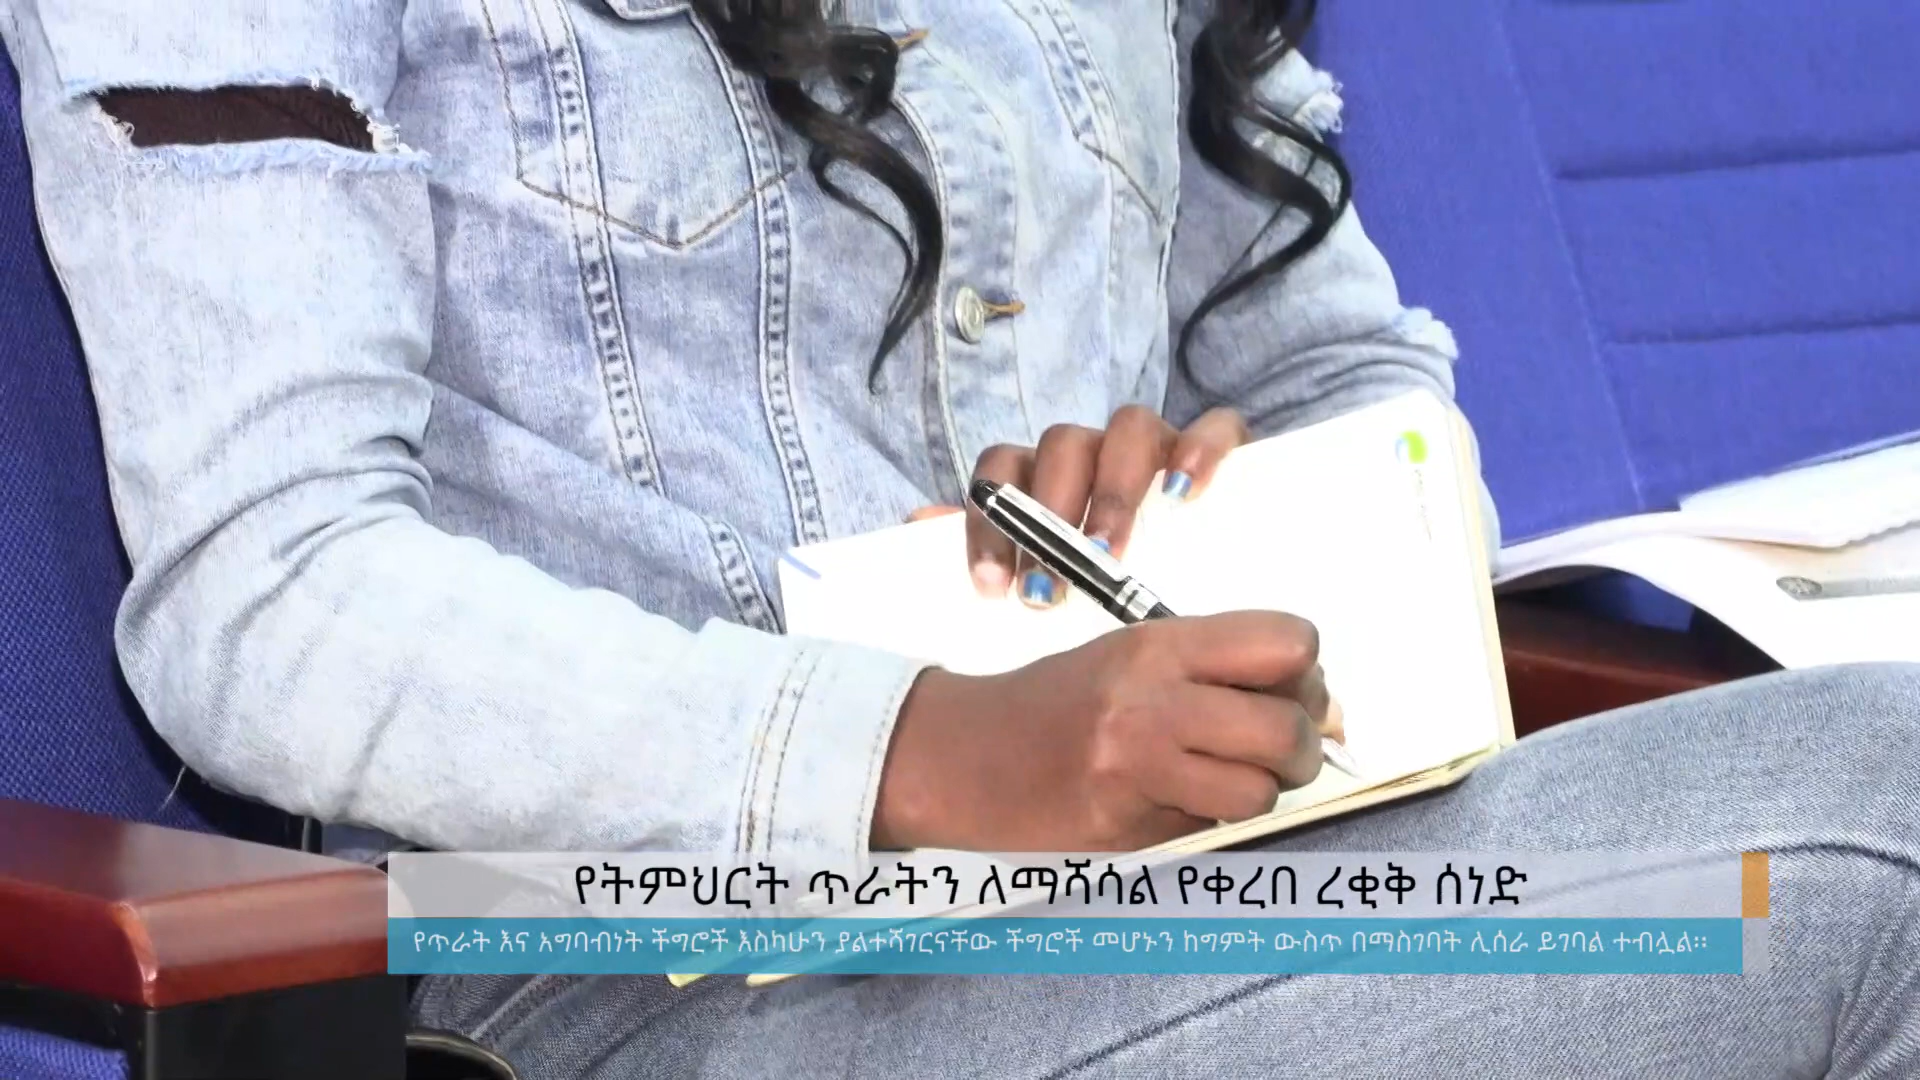 የትምህርት ጥራትን ለማሻሻል የቀረበ ረቂቅ ሰነድ
የጥራት እና አግባብነት ችግሮች እስካሁን ያልተሻገርናቸው ችግሮች መሆኑን ከግምት ውስጥ በማስገባት ሊሰራ ይገባል ተብሏል፡፡